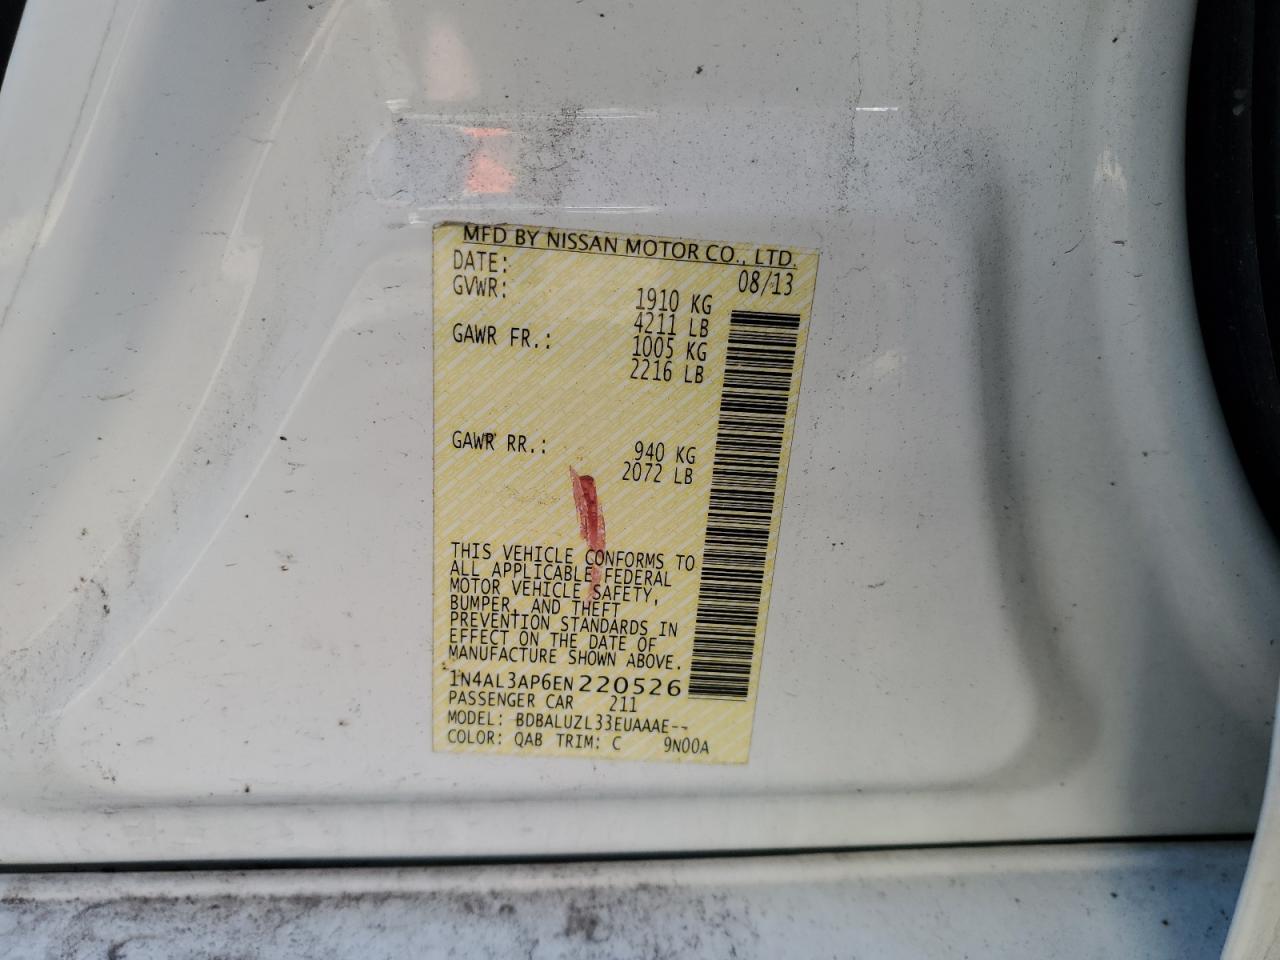 MFD BY NISSAN MOTOR CO., LTD.
DATE: 08/13
GVWR: 1910 KG
4211 LB
GAWR FR.: 1005 KG
2216 LB
GAWR RR.: 940 KG
2072 LB
THIS VEHICLE CONFORMS TO
ALL APPLICABLE FEDERAL
MOTOR VEHICLE SAFETY,
BUMPER, AND THEFT
PREVENTION STANDARDS IN
EFFECT ON THE DATE OF
MANUFACTURE SHOWN ABOVE.
1N4AL3AP6EN220526
PASSENGER CAR 211
MODEL: BDBALUZL33EUAAAE--
COLOR: QAB TRIM: C 9N00A